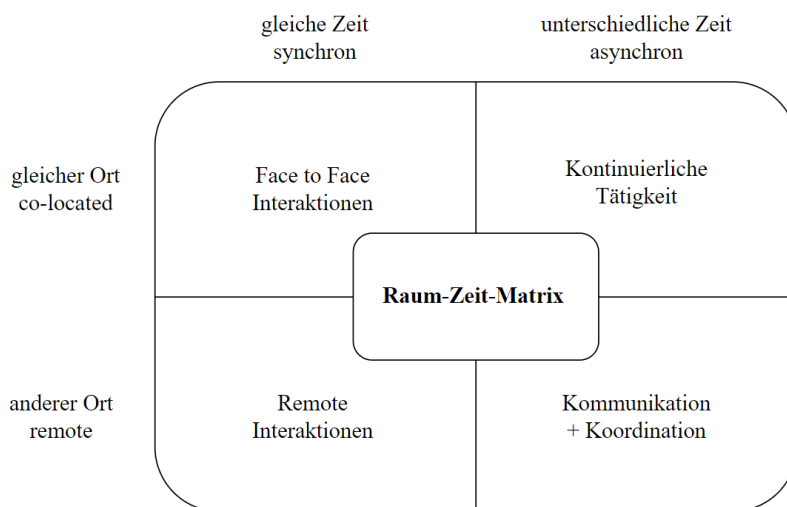 gleiche Zeit
synchron
unterschiedliche Zeit
asynchron
gleicher Ort
co-located
Face to Face
Interaktionen
Kontinuierliche
Tätigkeit
Raum-Zeit-Matrix
anderer Ort
remote
Remote
Interaktionen
Kommunikation
+ Koordination